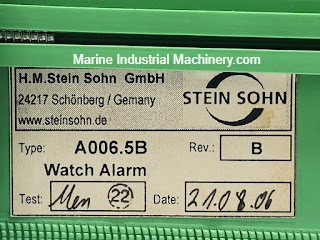 Marine Industrial Machinery.com
H.M.Stein Sohn GmbH
24217 Schönberg / Gemany
www.steinsohn.de
STEIN SOHN
Type: A006.5B Rev.: B
Watch Alarm
Test: Men 22 Date: 21.08.06